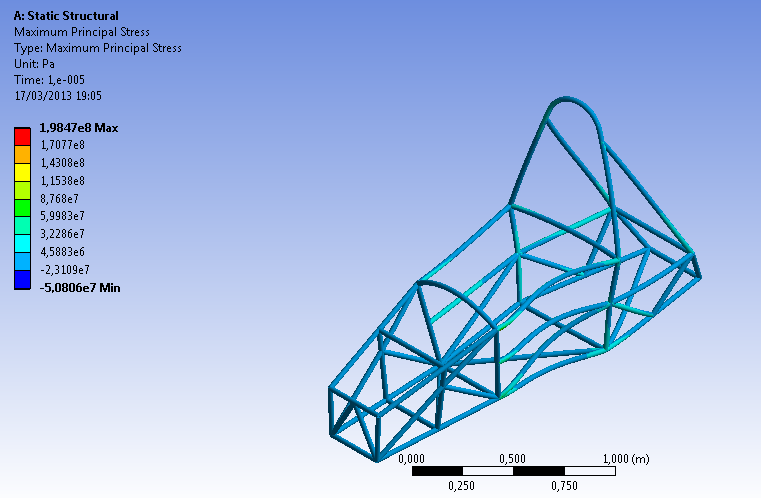 A: Static Structural
Maximum Principal Stress
Type: Maximum Principal Stress
Unit: Pa
Time: 1,e-005
17/03/2013 19:05
1,9847e8 Max
1,7077e8
1,4308e8
1,1538e8
8,768e7
5,9983e7
3,2286e7
4,5883e6
-2,3109e7
-5,0806e7 Min
0,000 0,500 1,000 (m)
0,250 0,750